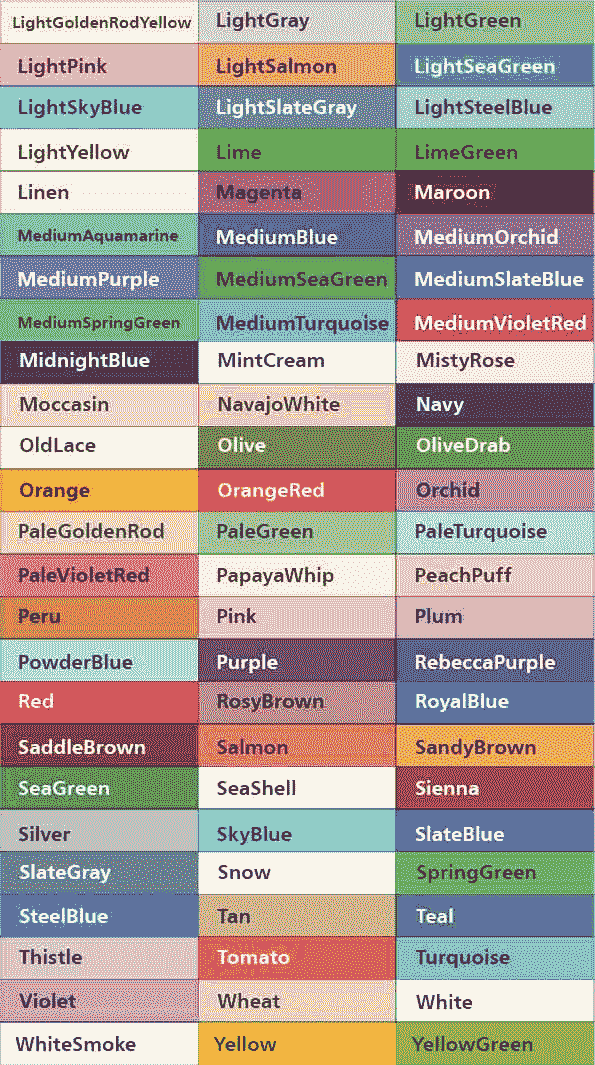 LightGoldenRodYellow LightGray LightGreen
LightPink LightSalmon LightSeaGreen
LightSkyBlue LightSlateGray LightSteelBlue
LightYellow Lime LimeGreen
Linen Magenta Maroon
MediumAquamarine MediumBlue MediumOrchid
MediumPurple MediumSeaGreen MediumSlateBlue
MediumSpringGreen MediumTurquoise MediumVioletRed
MidnightBlue MintCream MistyRose
Moccasin NavajoWhite Navy
OldLace Olive OliveDrab
Orange OrangeRed Orchid
PaleGoldenRod PaleGreen PaleTurquoise
PaleVioletRed PapayaWhip PeachPuff
Peru Pink Plum
PowderBlue Purple RebeccaPurple
Red RosyBrown RoyalBlue
SaddleBrown Salmon SandyBrown
SeaGreen SeaShell Sienna
Silver SkyBlue SlateBlue
SlateGray Snow SpringGreen
SteelBlue Tan Teal
Thistle Tomato Turquoise
Violet Wheat White
WhiteSmoke Yellow YellowGreen